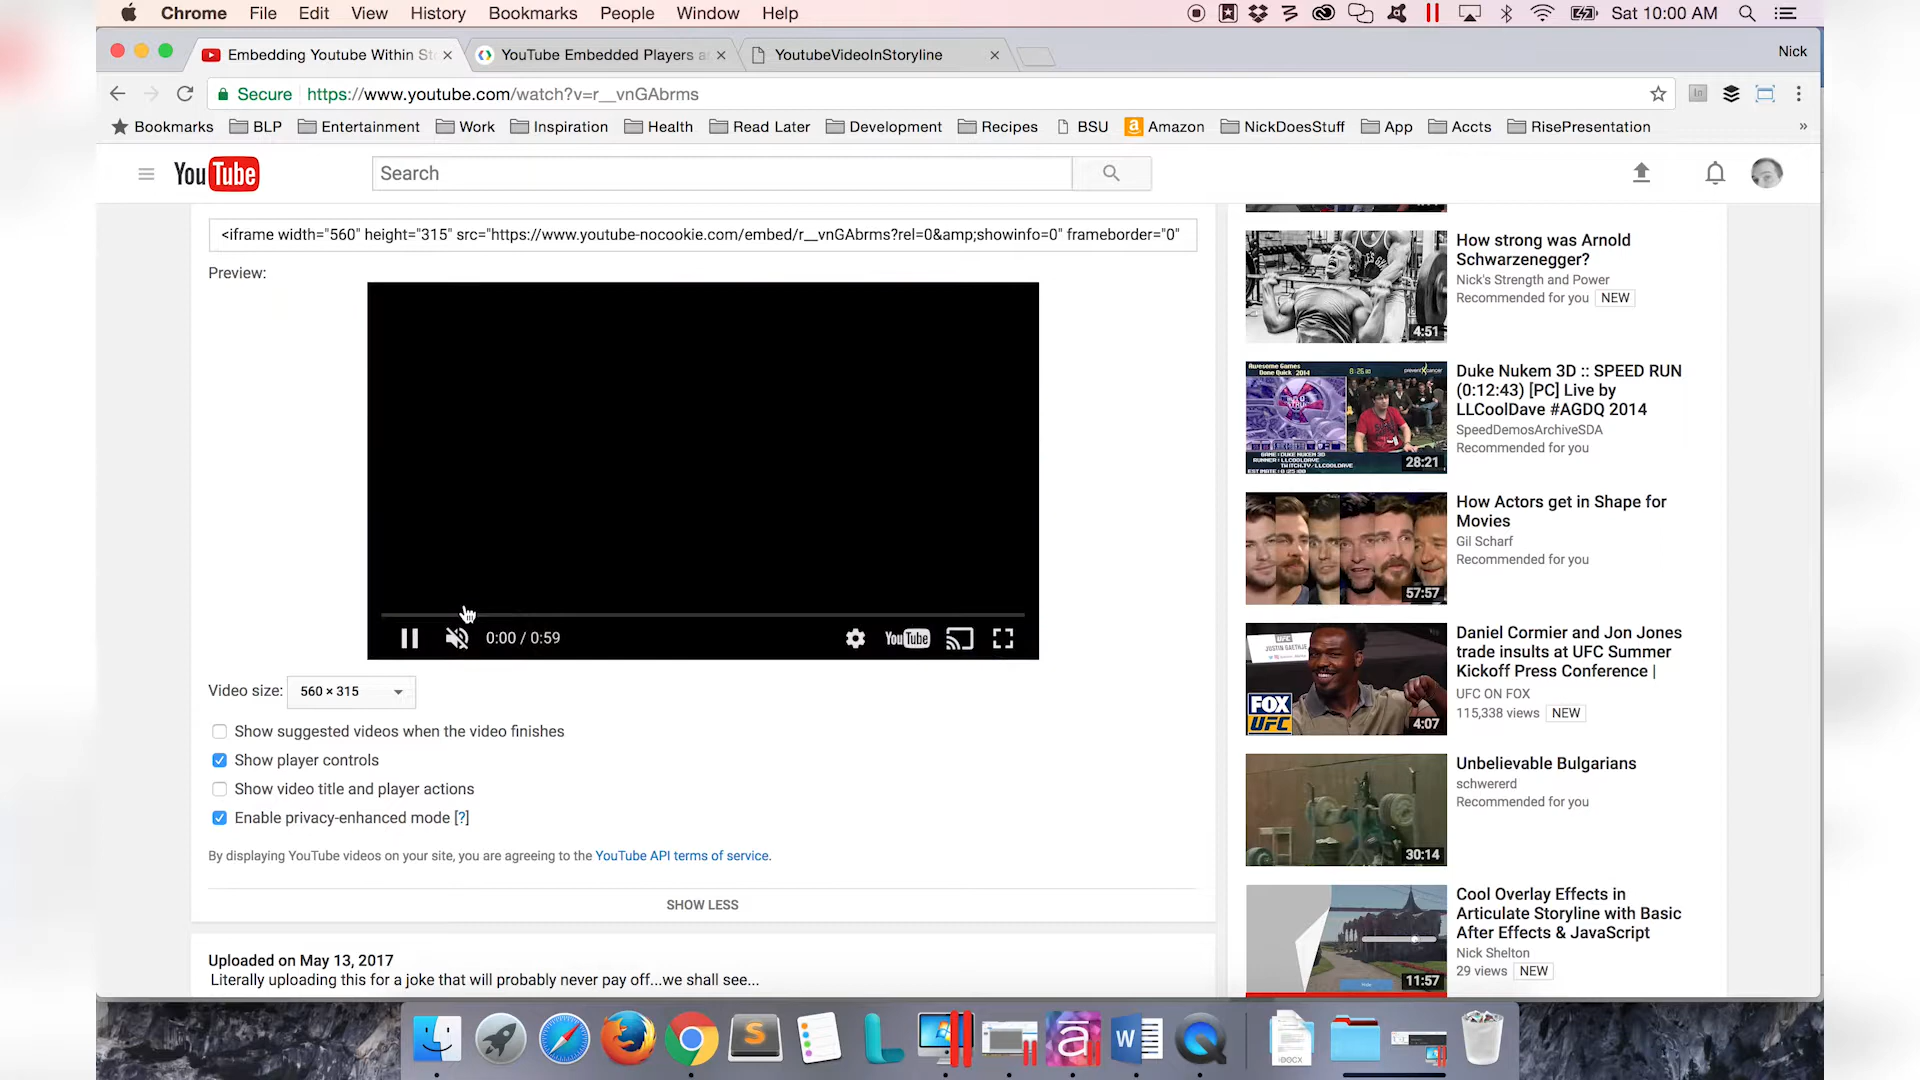 Chrome File Edit View History Bookmarks People Window Help
Sat 10:00 AM
Embedding Youtube Within St
YouTube Embedded Players a
YoutubeVideoInStoryline
Nick
Secure https://www.youtube.com/watch?v=r__vnGAbrms
Bookmarks BLP Entertainment Work Inspiration Health Read Later Development Recipes BSU Amazon NickDoesStuff App Accts RisePresentation »
YouTube
Search
<iframe width="560" height="315" src="https://www.youtube-nocookie.com/embed/r__vnGAbrms?rel=0&amp;showinfo=0" frameborder="0"
Preview:
0:00 / 0:59
YouTube
Video size: 560 × 315
Show suggested videos when the video finishes
Show player controls
Show video title and player actions
Enable privacy-enhanced mode [?]
By displaying YouTube videos on your site, you are agreeing to the YouTube API terms of service.
SHOW LESS
Uploaded on May 13, 2017
Literally uploading this for a joke that will probably never pay off...we shall see...
How strong was Arnold
Schwarzenegger?
Nick's Strength and Power
Recommended for you NEW
4:51
Duke Nukem 3D :: SPEED RUN
(0:12:43) [PC] Live by
LLCoolDave #AGDQ 2014
SpeedDemosArchiveSDA
Recommended for you
28:21
How Actors get in Shape for
Movies
Gil Scharf
Recommended for you
57:57
Daniel Cormier and Jon Jones
trade insults at UFC Summer
Kickoff Press Conference |
UFC ON FOX
115,338 views NEW
FOX
UFC
4:07
Unbelievable Bulgarians
schwererd
Recommended for you
30:14
Cool Overlay Effects in
Articulate Storyline with Basic
After Effects & JavaScript
Nick Shelton
29 views NEW
11:57